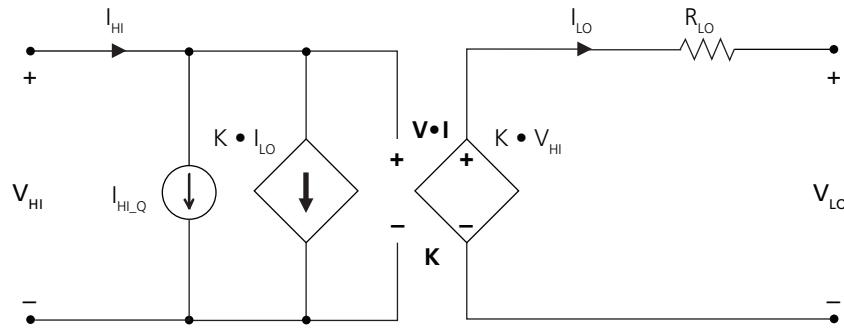 I_HI
I_LO
R_LO
+
+
K • I_LO
V•I
K • V_HI
+
+
V_HI
I_HI_Q
V_LO
−
−
K
−
−